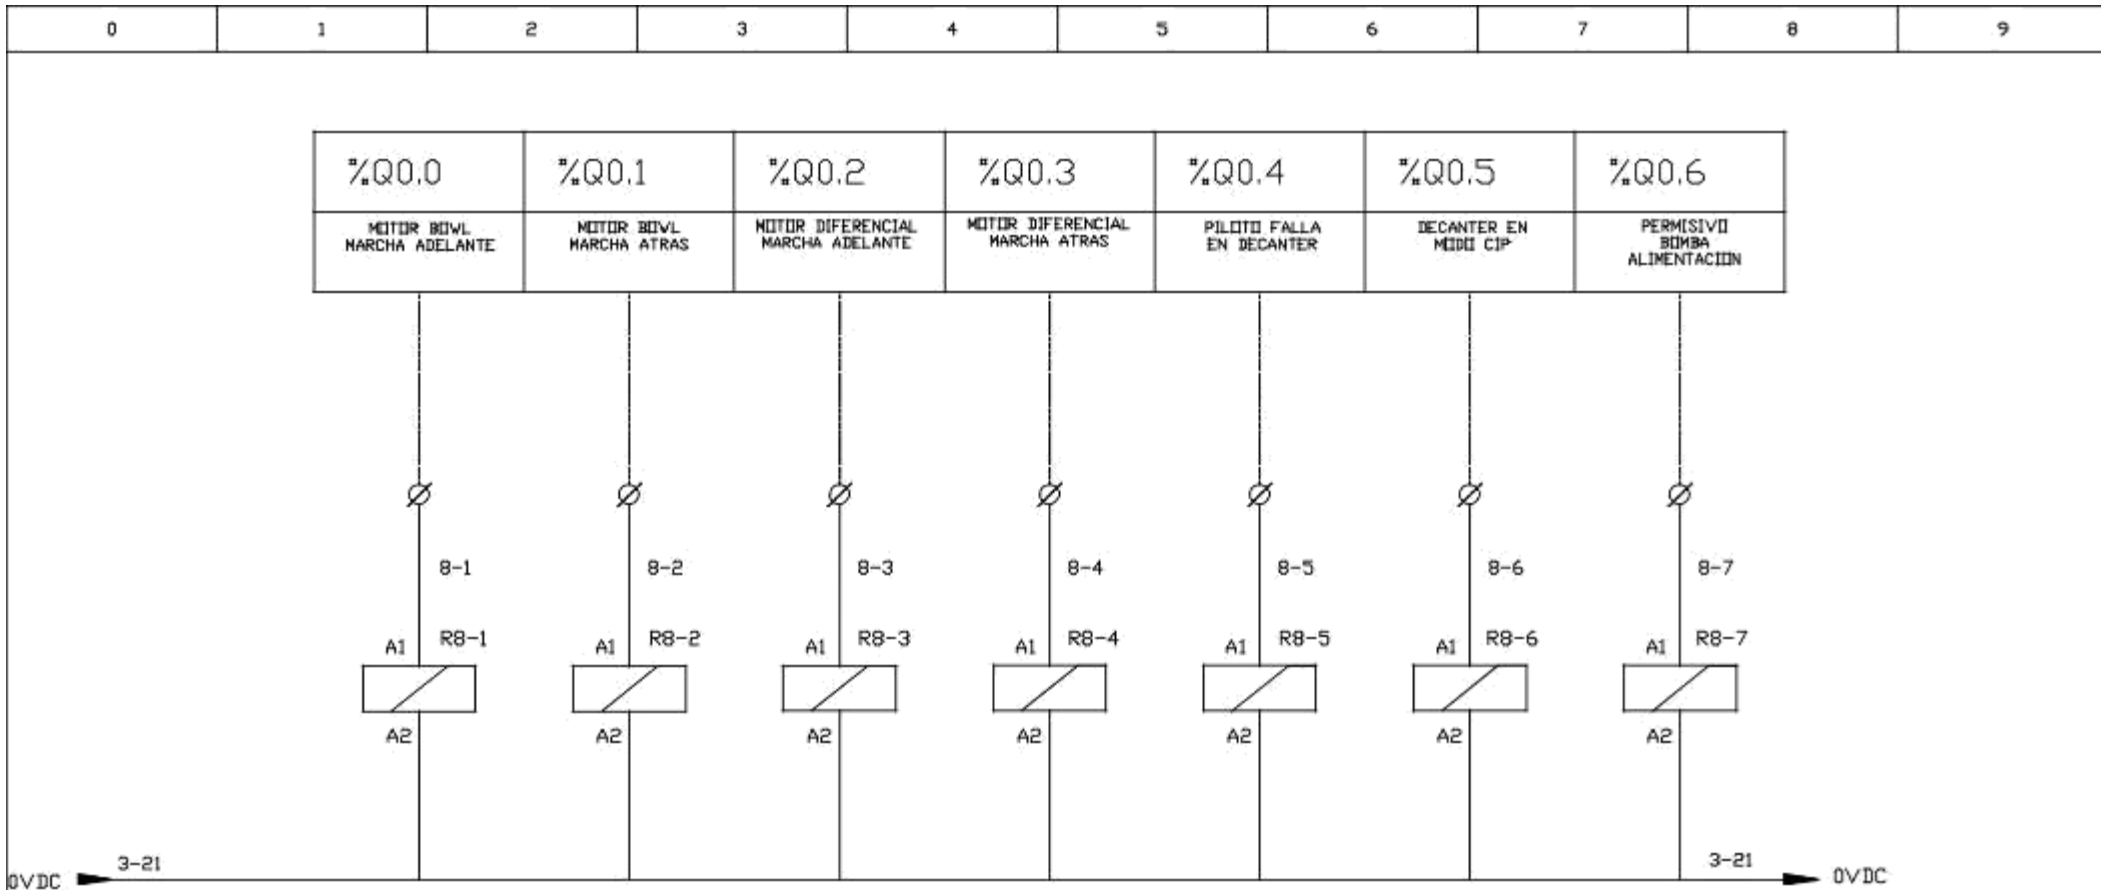 0 1 2 3 4 5 6 7 8 9
%Q0.0 %Q0.1 %Q0.2 %Q0.3 %Q0.4 %Q0.5 %Q0.6
MOTOR BOWL
MARCHA ADELANTE
MOTOR BOWL
MARCHA ATRAS
MOTOR DIFERENCIAL
MARCHA ADELANTE
MOTOR DIFERENCIAL
MARCHA ATRAS
PILOTO FALLA
EN DECANTER
DECANTER EN
MODO CIP
PERMISIVO
BOMBA
ALIMENTACION
8-1 8-2 8-3 8-4 8-5 8-6 8-7
A1 R8-1 A1 R8-2 A1 R8-3 A1 R8-4 A1 R8-5 A1 R8-6 A1 R8-7
A2 A2 A2 A2 A2 A2 A2
3-21 3-21
0VDC 0VDC